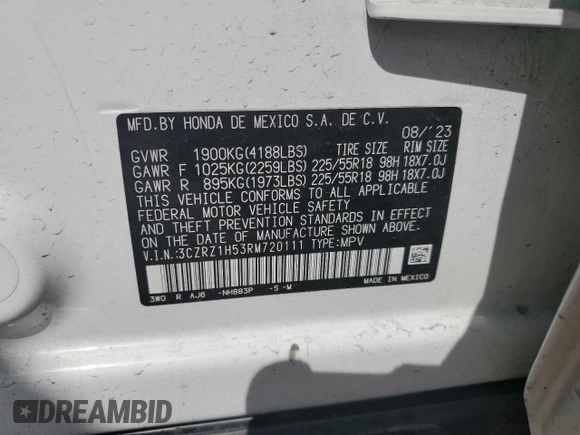 MFD.BY HONDA DE MEXICO S.A. DE C.V.
08/'23
GVWR 1900KG(4188LBS) TIRE SIZE RIM SIZE
GAWR F 1025KG(2259LBS) 225/55R18 98H 18X7.0J
GAWR R 895KG(1973LBS) 225/55R18 98H 18X7.0J
THIS VEHICLE CONFORMS TO ALL APPLICABLE
FEDERAL MOTOR VEHICLE SAFETY, BUMPER,
AND THEFT PREVENTION STANDARDS IN EFFECT ON
THE DATE OF MANUFACTURE SHOWN ABOVE.
V.I.N.:3CZRZ1H53RM720111 TYPE:MPV
3W0 R AJ6 -NH883P -S -M MADE IN MEXICO
DREAMBID